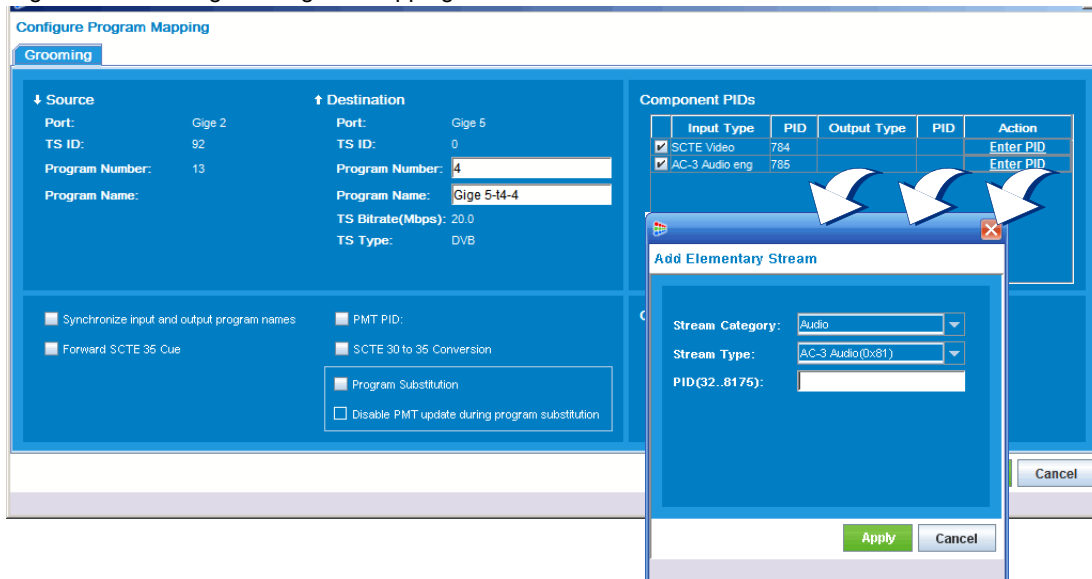 Configure Program Mapping
Grooming
Source
Port: Gige 2
TS ID: 92
Program Number: 13
Program Name:
Destination
Port: Gige 5
TS ID: 0
Program Number: 4
Program Name: Gige 5-t4-4
TS Bitrate(Mbps): 20.0
TS Type: DVB
Component PIDs
Input Type PID Output Type PID Action
SCTE Video 784 Enter PID
AC-3 Audio eng 785 Enter PID
Synchronize input and output program names
Forward SCTE 35 Cue
PMT PID:
SCTE 30 to 35 Conversion
Program Substitution
Disable PMT update during program substitution
Add Elementary Stream
Stream Category: Audio
Stream Type: AC-3 Audio(0x81)
PID(32..8175):
Apply Cancel
Cancel